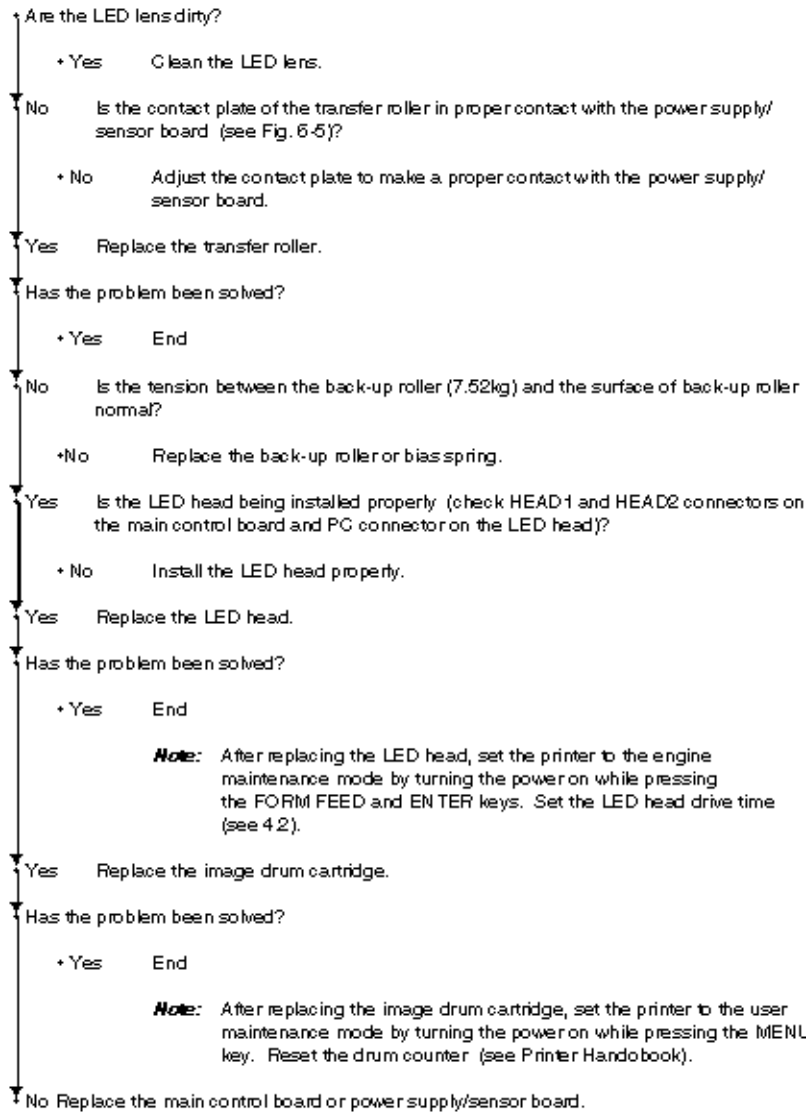 • Are the LED lens dirty?
• Yes Clean the LED lens.
• No Is the contact plate of the transfer roller in proper contact with the power supply/
sensor board (see Fig. 6-5)?
• No Adjust the contact plate to make a proper contact with the power supply/
sensor board.
• Yes Replace the transfer roller.
• Has the problem been solved?
• Yes End
• No Is the tension between the back-up roller (7.52kg) and the surface of back-up roller
normal?
•No Replace the back-up roller or bias spring.
• Yes Is the LED head being installed properly (check HEAD1 and HEAD2 connectors on
the main control board and PC connector on the LED head)?
• No Install the LED head properly.
• Yes Replace the LED head.
• Has the problem been solved?
• Yes End
Note: After replacing the LED head, set the printer to the engine
maintenance mode by turning the power on while pressing
the FORM FEED and ENTER keys. Set the LED head drive time
(see 4.2).
• Yes Replace the image drum cartridge.
• Has the problem been solved?
• Yes End
Note: After replacing the image drum cartridge, set the printer to the user
maintenance mode by turning the power on while pressing the MENU
key. Reset the drum counter (see Printer Handobook).
• No Replace the main control board or power supply/sensor board.